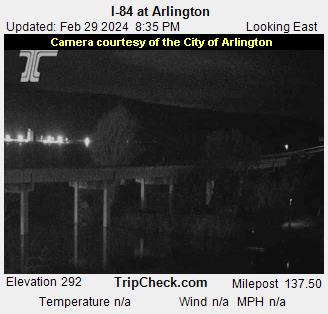 I-84 at Arlington
Updated: Feb 29 2024 8:35 PM Looking East
Camera courtesy of the City of Arlington
Elevation 292 TripCheck.com Milepost 137.50
Temperature n/a Wind n/a MPH n/a